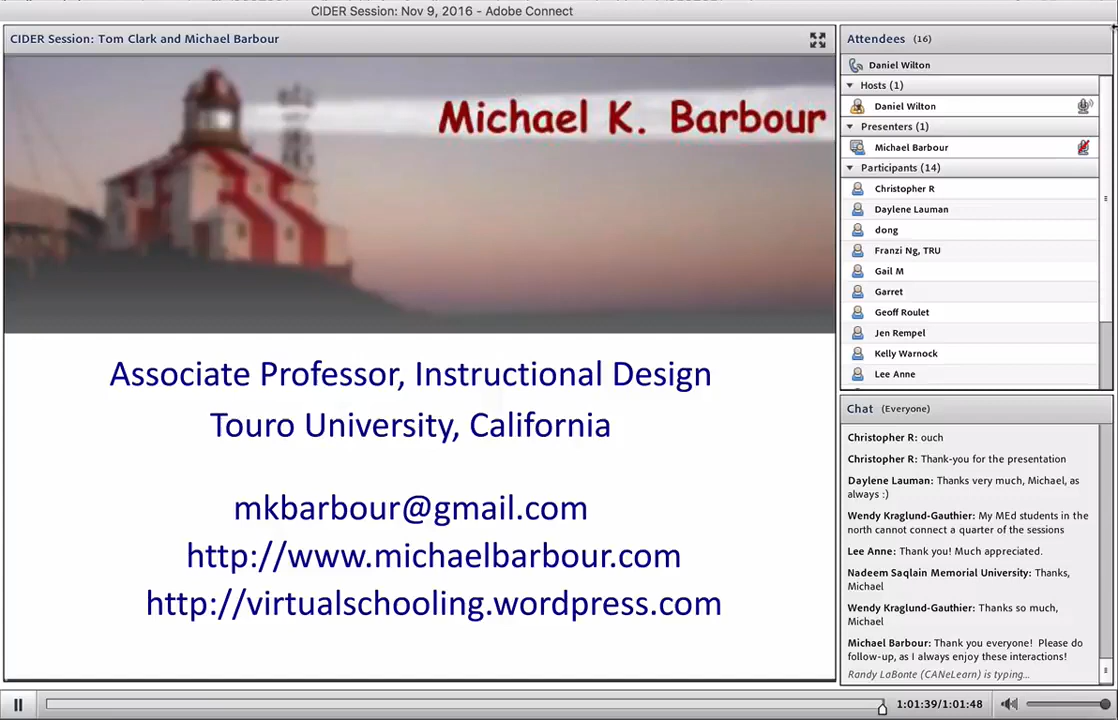 CIDER Session: Nov 9, 2016 - Adobe Connect
CIDER Session: Tom Clark and Michael Barbour
Michael K. Barbour
Associate Professor, Instructional Design
Touro University, California
mkbarbour@gmail.com
http://www.michaelbarbour.com
http://virtualschooling.wordpress.com
Attendees (16)
Daniel Wilton
Hosts (1)
Daniel Wilton
Presenters (1)
Michael Barbour
Participants (14)
Christopher R
Daylene Lauman
dong
Franzi Ng, TRU
Gail M
Garret
Geoff Roulet
Jen Rempel
Kelly Warnock
Lee Anne
Chat (Everyone)
Christopher R: ouch
Christopher R: Thank-you for the presentation
Daylene Lauman: Thanks very much, Michael, as
always :)
Wendy Kraglund-Gauthier: My MEd students in the
north cannot connect a quarter of the sessions
Lee Anne: Thank you! Much appreciated.
Nadeem Saqlain Memorial University: Thanks,
Michael
Wendy Kraglund-Gauthier: Thanks so much,
Michael
Michael Barbour: Thank you everyone! Please do
follow-up, as I always enjoy these interactions!
Randy LaBonte (CANeLearn) is typing...
1:01:39/1:01:48